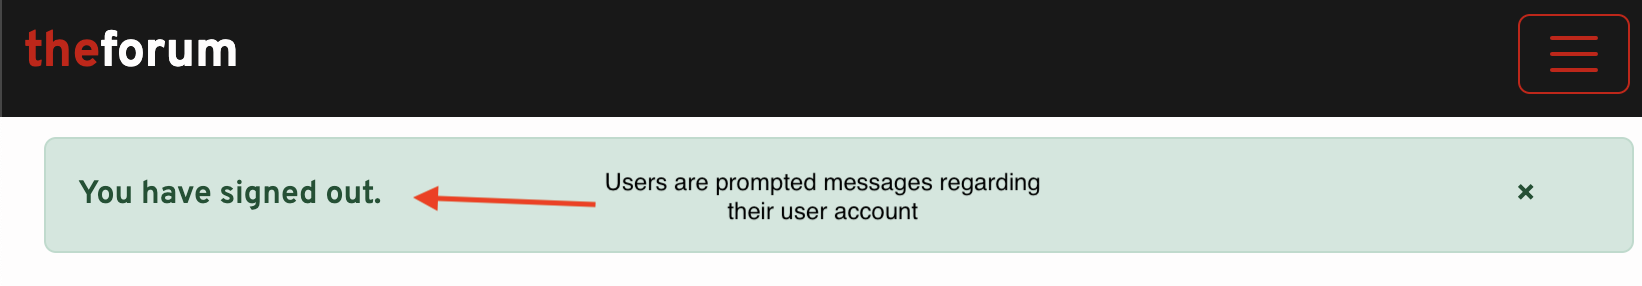 theforum
You have signed out.
Users are prompted messages regarding
their user account
×